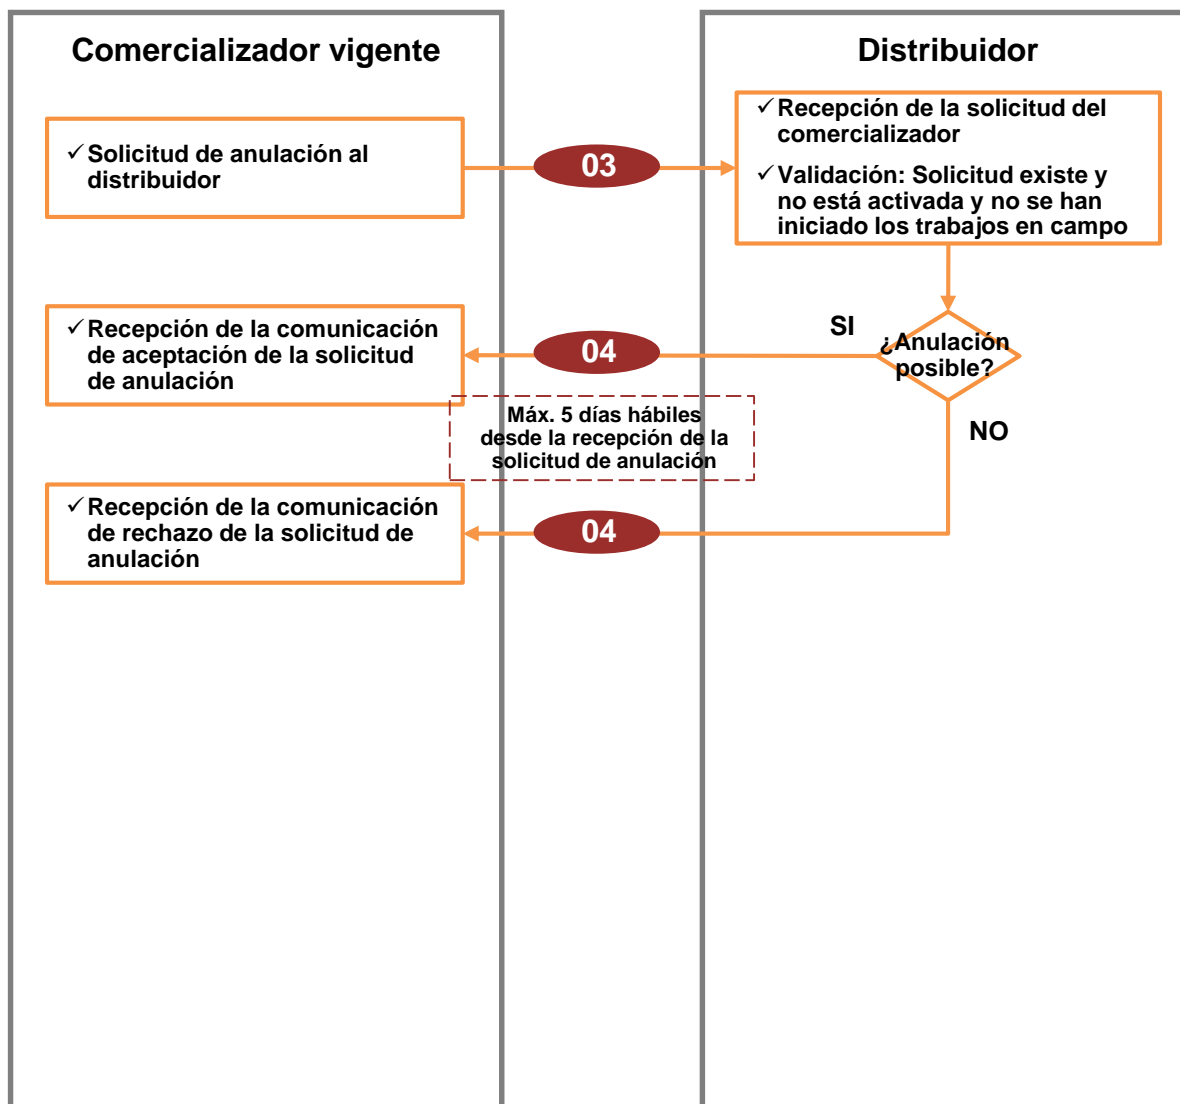 Comercializador vigente
Distribuidor
✓ Solicitud de anulación al
distribuidor
03
✓ Recepción de la solicitud del
comercializador
✓ Validación: Solicitud existe y
no está activada y no se han
iniciado los trabajos en campo
✓ Recepción de la comunicación
de aceptación de la solicitud
de anulación
04
SI
¿Anulación
posible?
NO
Máx. 5 días hábiles
desde la recepción de la
solicitud de anulación
✓ Recepción de la comunicación
de rechazo de la solicitud de
anulación
04